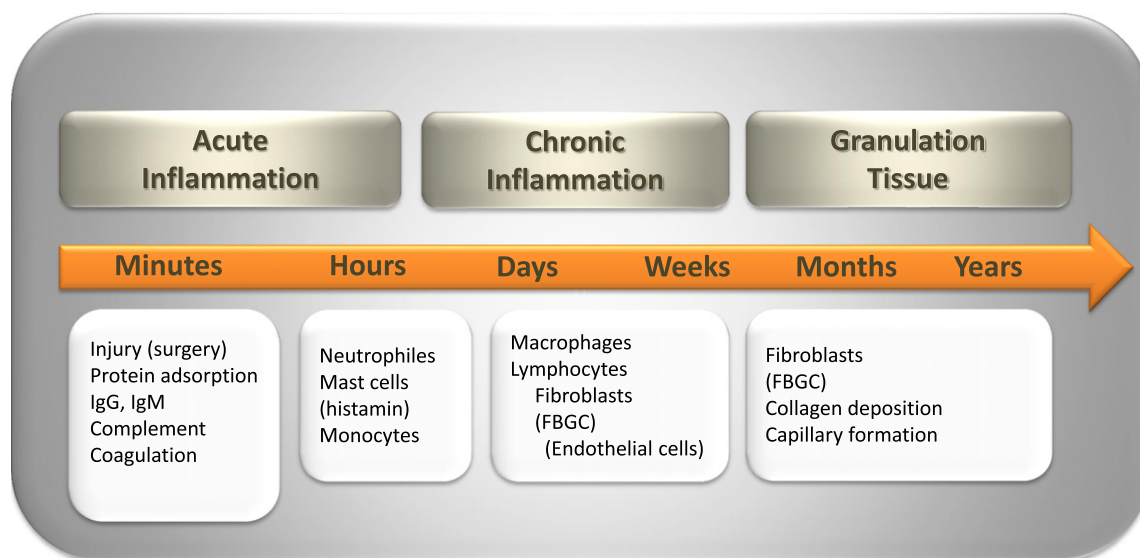 Acute
Inflammation
Chronic
Inflammation
Granulation
Tissue
Minutes
Hours
Days
Weeks
Months
Years
Injury (surgery)
Protein adsorption
IgG, IgM
Complement
Coagulation
Neutrophiles
Mast cells
(histamin)
Monocytes
Macrophages
Lymphocytes
Fibroblasts
(FBGC)
(Endothelial cells)
Fibroblasts
(FBGC)
Collagen deposition
Capillary formation